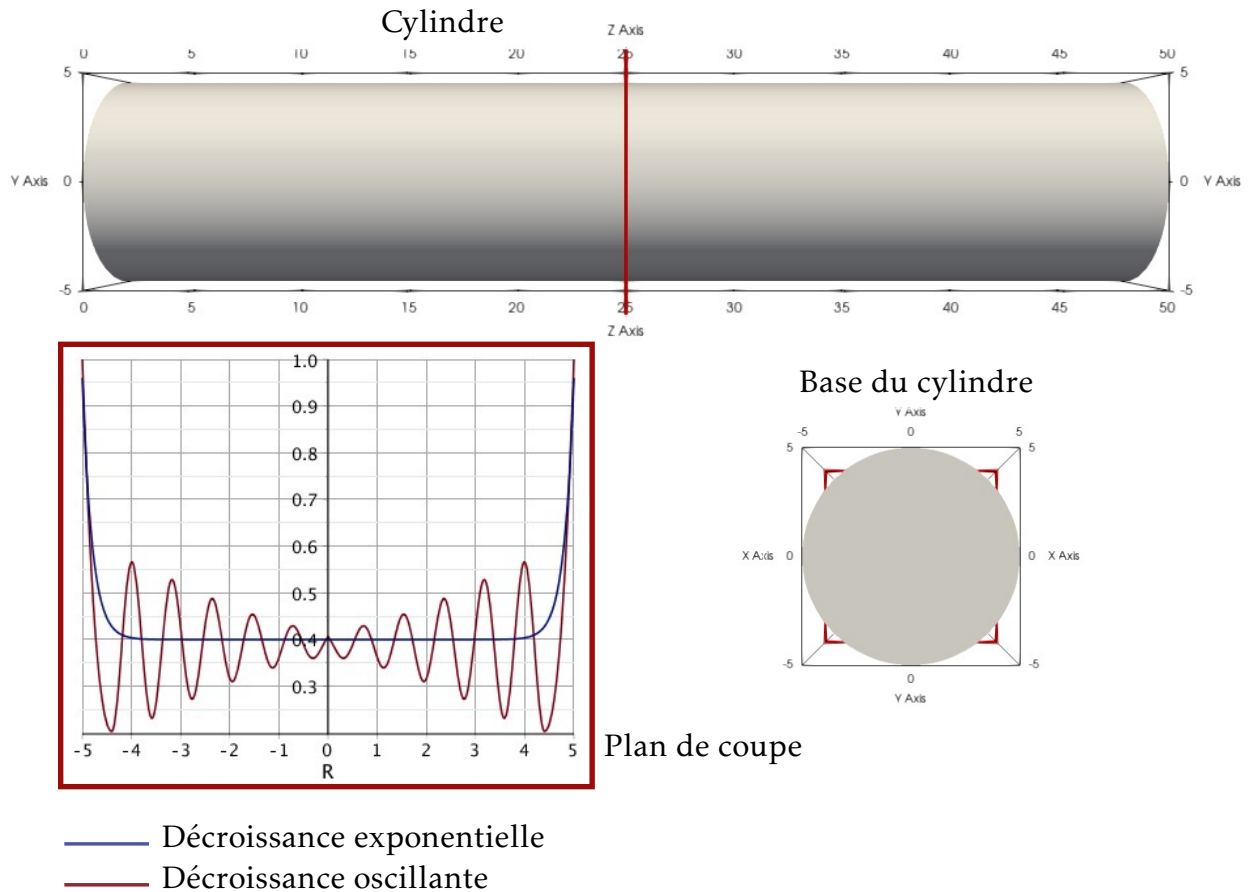 Cylindre
Z Axis
0 5 10 15 20 25 30 35 40 45 50
5 5
Y Axis 0 0 Y Axis
-5 -5
0 5 10 15 20 25 30 35 40 45 50
Z Axis
1.0
0.9
0.8
0.7
0.6
0.5
0.4
0.3
-5 -4 -3 -2 -1 0 1 2 3 4 5
R
Base du cylindre
Y Axis
-5 0 5
5 5
X Axis 0 0 X Axis
-5 -5
0
Y Axis
Plan de coupe
Décroissance exponentielle
Décroissance oscillante